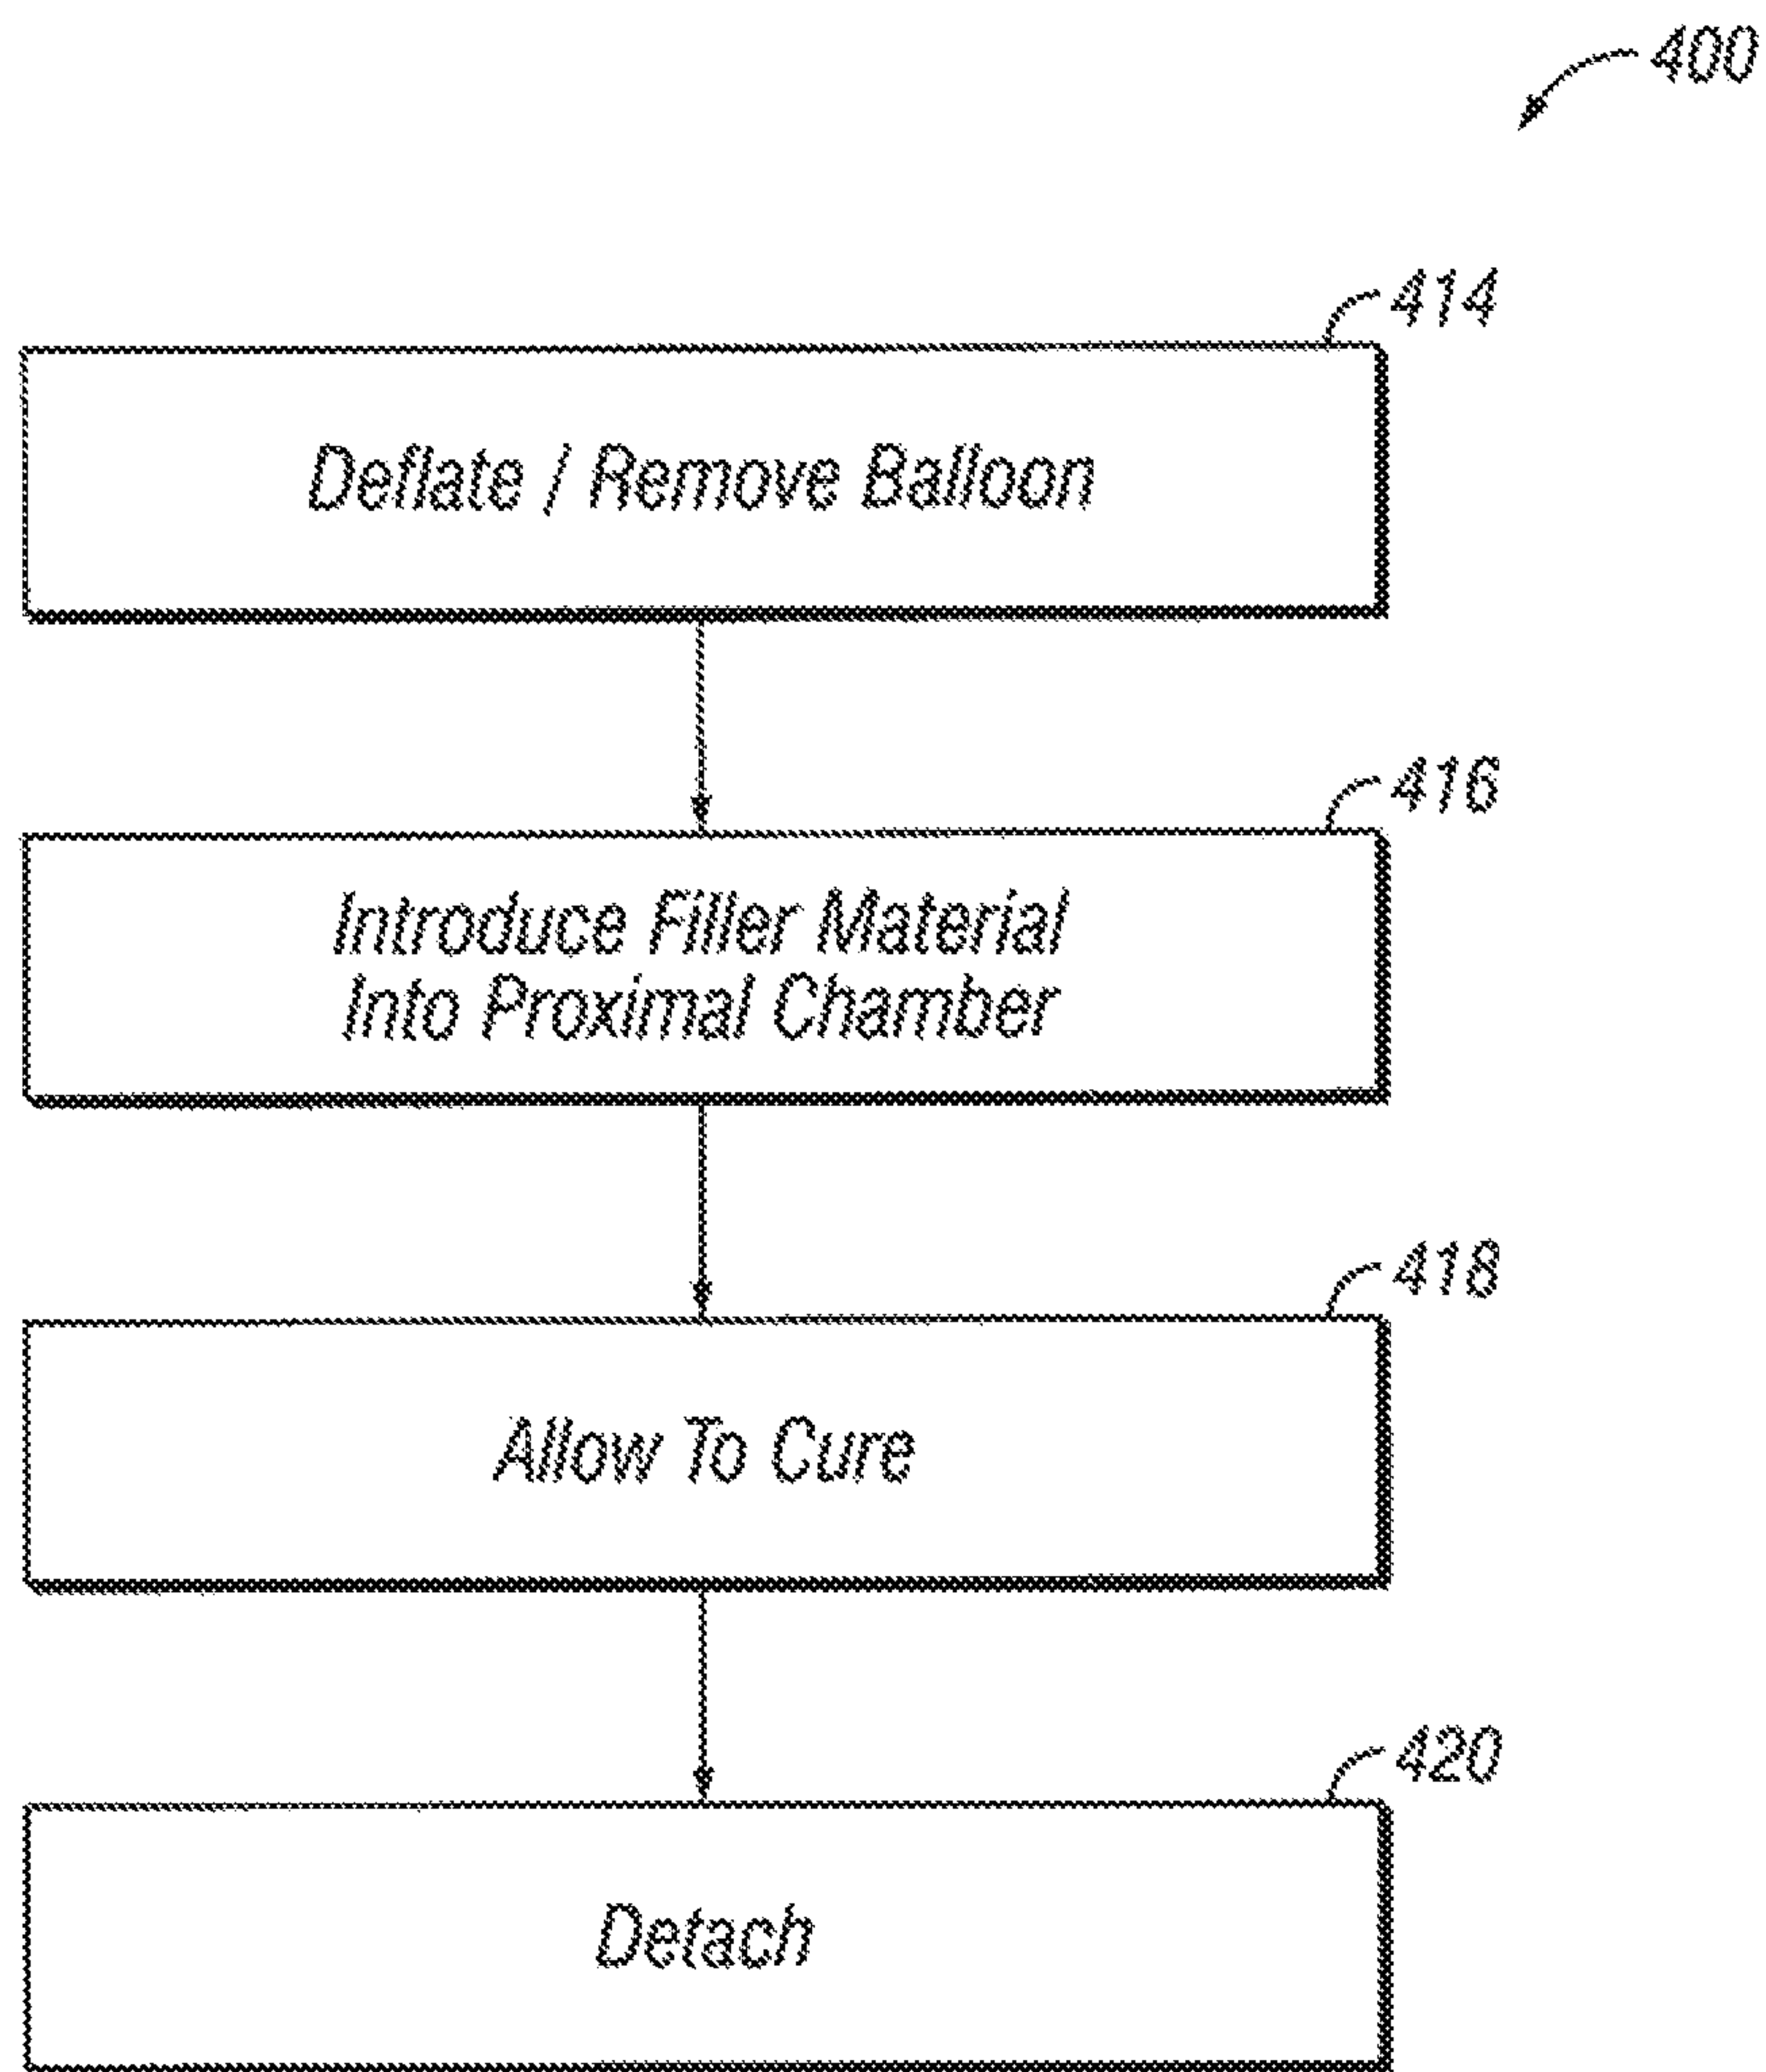 400
414
Deflate / Remove Balloon
416
Introduce Filler Material
Into Proximal Chamber
418
Allow To Cure
420
Detach